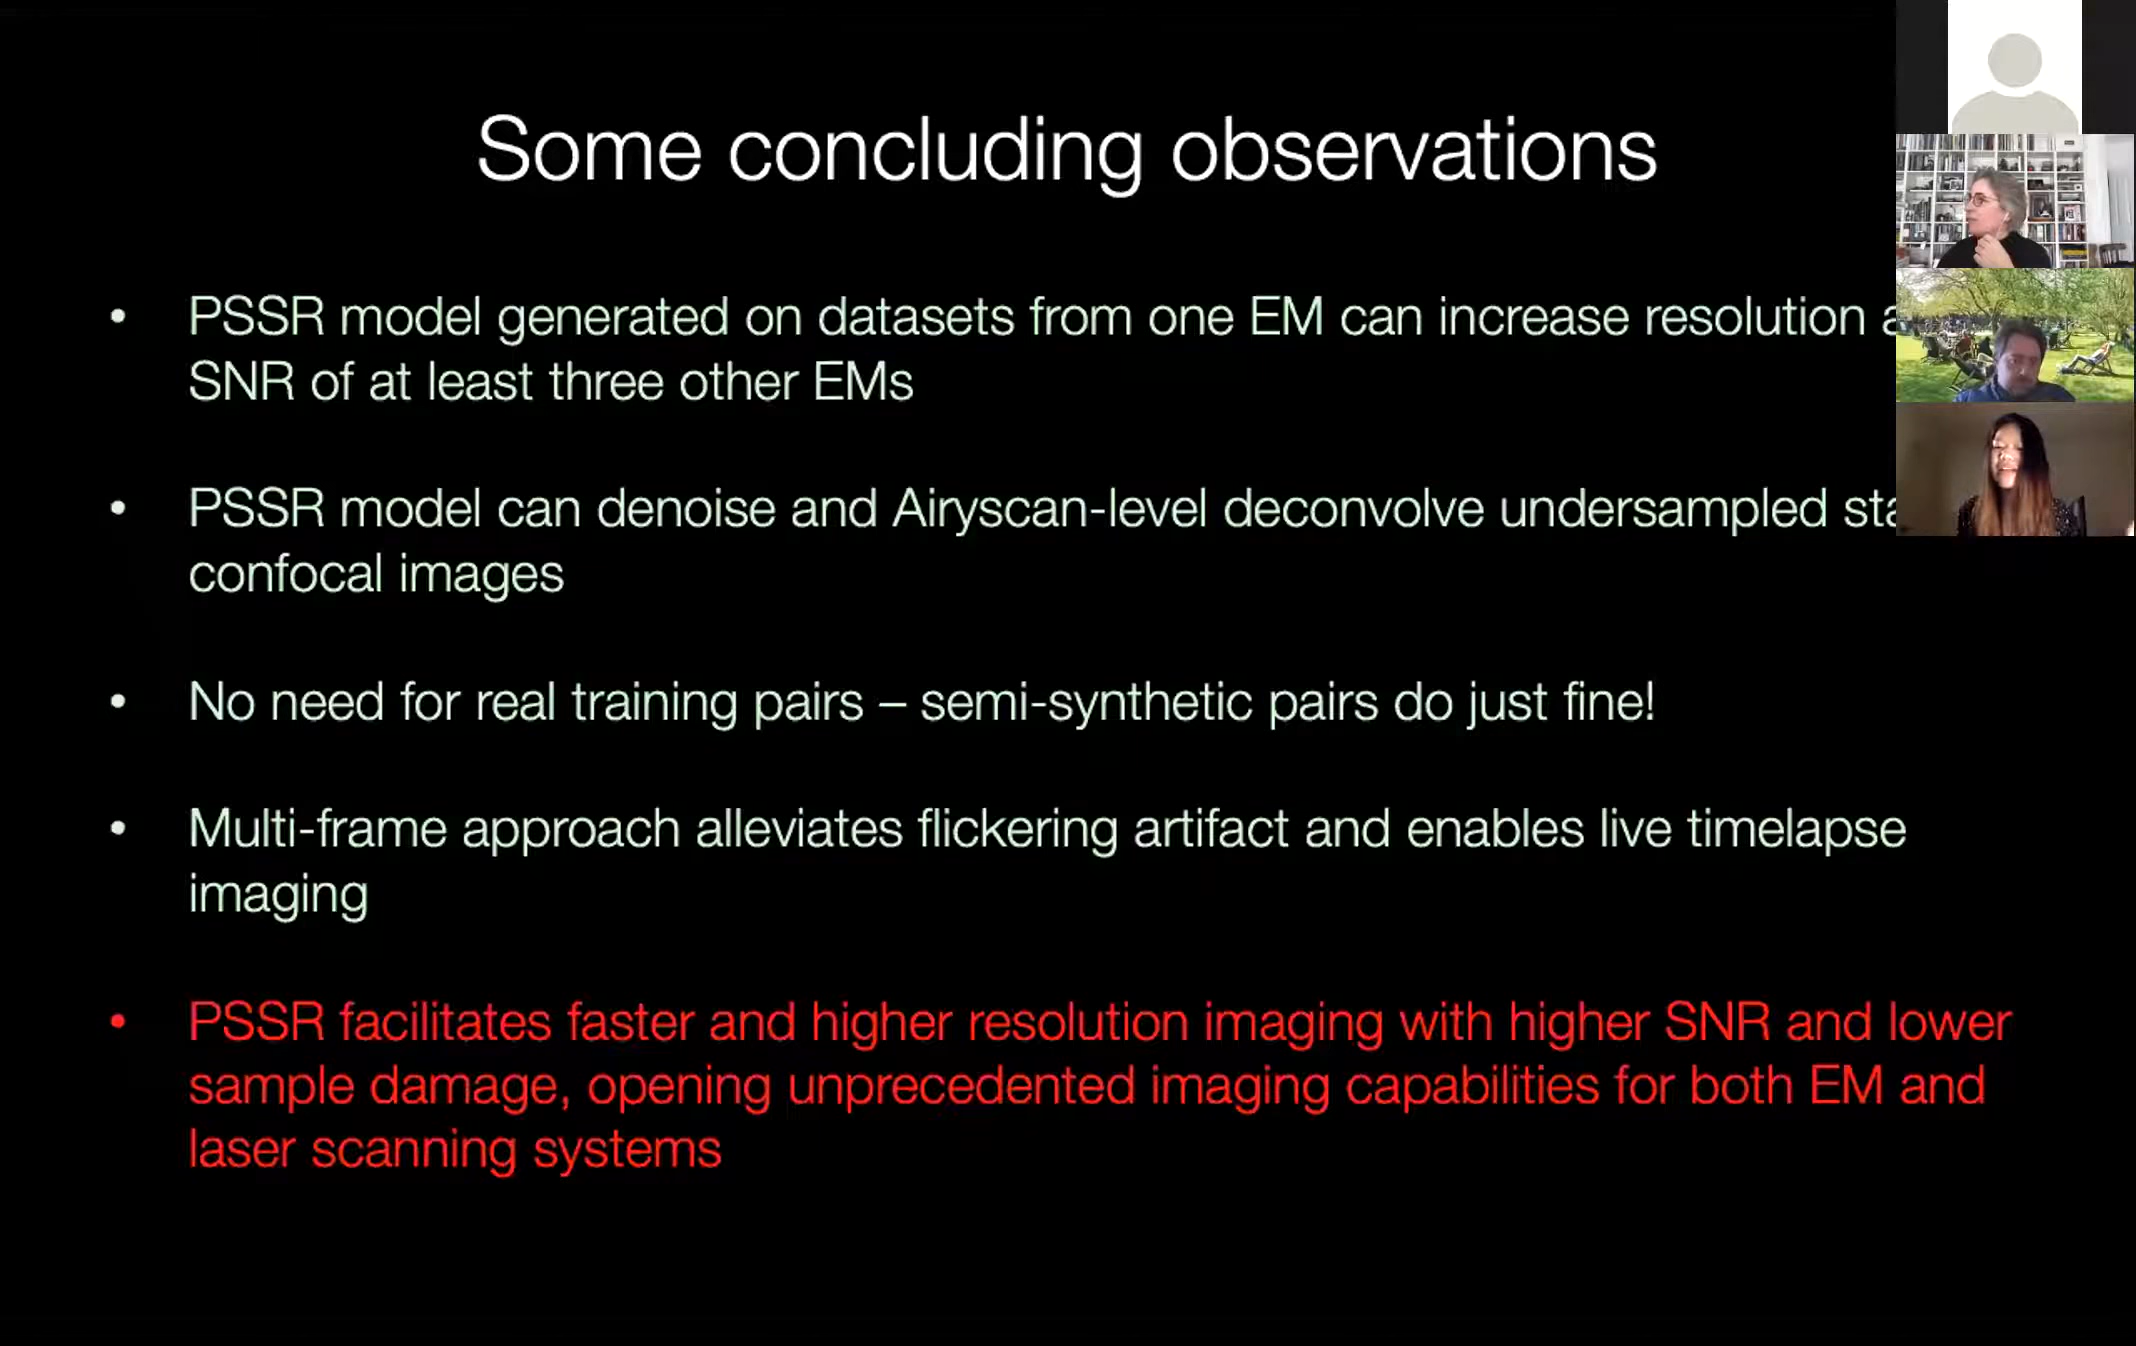 Some concluding observations
• PSSR model generated on datasets from one EM can increase resolution
SNR of at least three other EMs
• PSSR model can denoise and Airyscan-level deconvolve undersampled
confocal images
• No need for real training pairs – semi-synthetic pairs do just fine!
• Multi-frame approach alleviates flickering artifact and enables live timelapse
imaging
• PSSR facilitates faster and higher resolution imaging with higher SNR and lower
sample damage, opening unprecedented imaging capabilities for both EM and
laser scanning systems